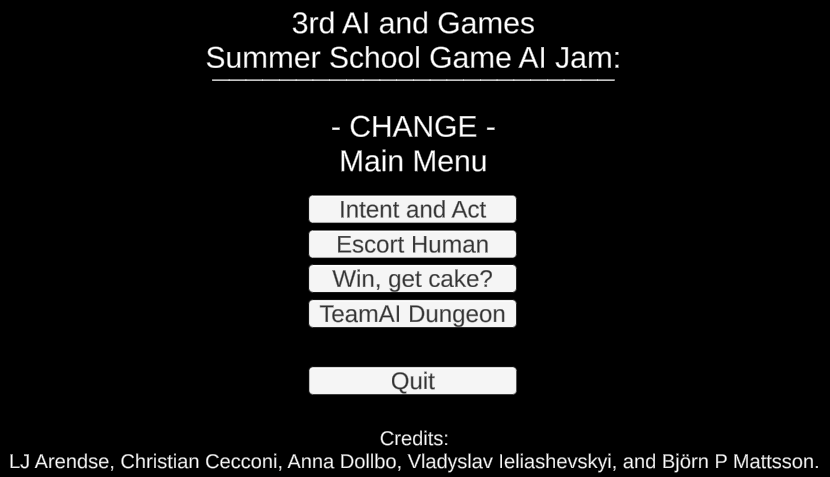 3rd AI and Games
Summer School Game AI Jam:
- CHANGE -
Main Menu
Intent and Act
Escort Human
Win, get cake?
TeamAI Dungeon
Quit
Credits:
LJ Arendse, Christian Cecconi, Anna Dollbo, Vladyslav Ieliashevskyi, and Björn P Mattsson.